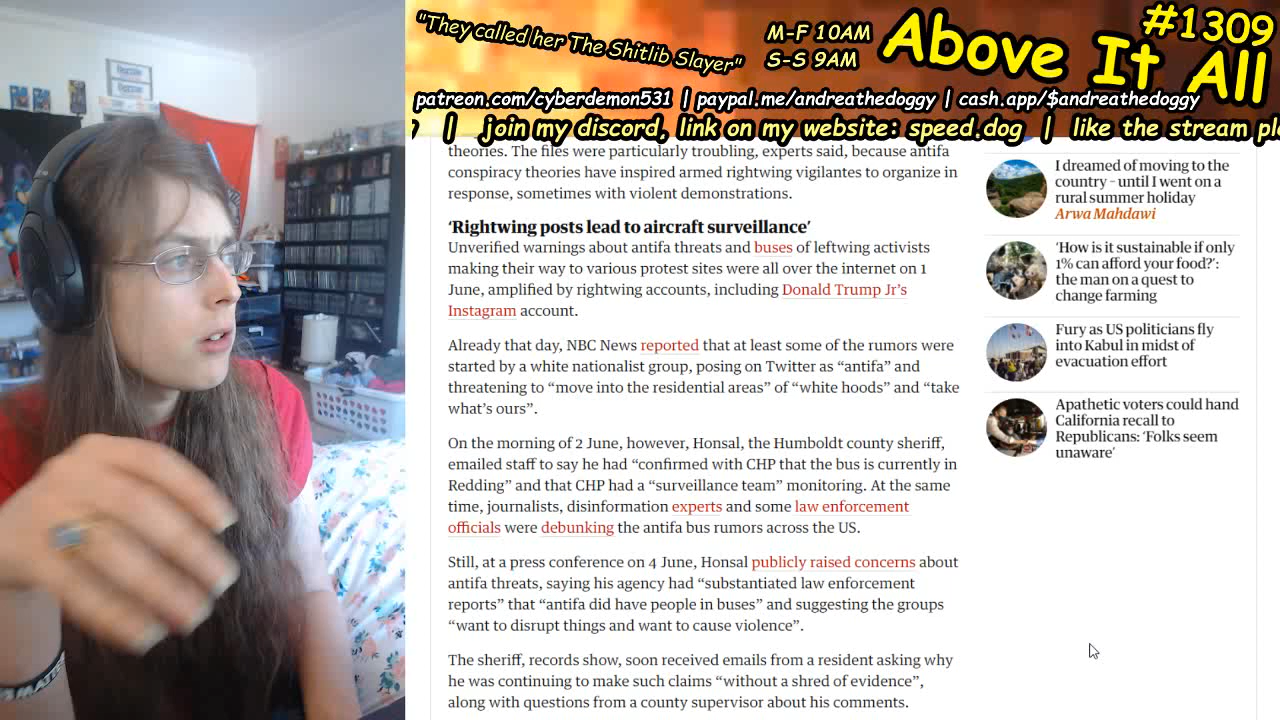 "They called her The Shitlib Slayer"
M-F 10AM
S-S 9AM
Above It All
#1309
patreon.com/cyberdemon531 | paypal.me/andreathedoggy | cash.app/$andreathedoggy
| join my discord, link on my website: speed.dog | like the stream pl
theories. The files were particularly troubling, experts said, because antifa
conspiracy theories have inspired armed rightwing vigilantes to organize in
response, sometimes with violent demonstrations.
‘Rightwing posts lead to aircraft surveillance’
Unverified warnings about antifa threats and buses of leftwing activists
making their way to various protest sites were all over the internet on 1
June, amplified by rightwing accounts, including Donald Trump Jr’s
Instagram account.
Already that day, NBC News reported that at least some of the rumors were
started by a white nationalist group, posing on Twitter as “antifa” and
threatening to “move into the residential areas” of “white hoods” and “take
what’s ours”.
On the morning of 2 June, however, Honsal, the Humboldt county sheriff,
emailed staff to say he had “confirmed with CHP that the bus is currently in
Redding” and that CHP had a “surveillance team” monitoring. At the same
time, journalists, disinformation experts and some law enforcement
officials were debunking the antifa bus rumors across the US.
Still, at a press conference on 4 June, Honsal publicly raised concerns about
antifa threats, saying his agency had “substantiated law enforcement
reports” that “antifa did have people in buses” and suggesting the groups
“want to disrupt things and want to cause violence”.
The sheriff, records show, soon received emails from a resident asking why
he was continuing to make such claims “without a shred of evidence”,
along with questions from a county supervisor about his comments.
I dreamed of moving to the
country – until I went on a
rural summer holiday
Arwa Mahdawi
‘How is it sustainable if only
1% can afford your food?’:
the man on a quest to
change farming
Fury as US politicians fly
into Kabul in midst of
evacuation effort
Apathetic voters could hand
California recall to
Republicans: ‘Folks seem
unaware’